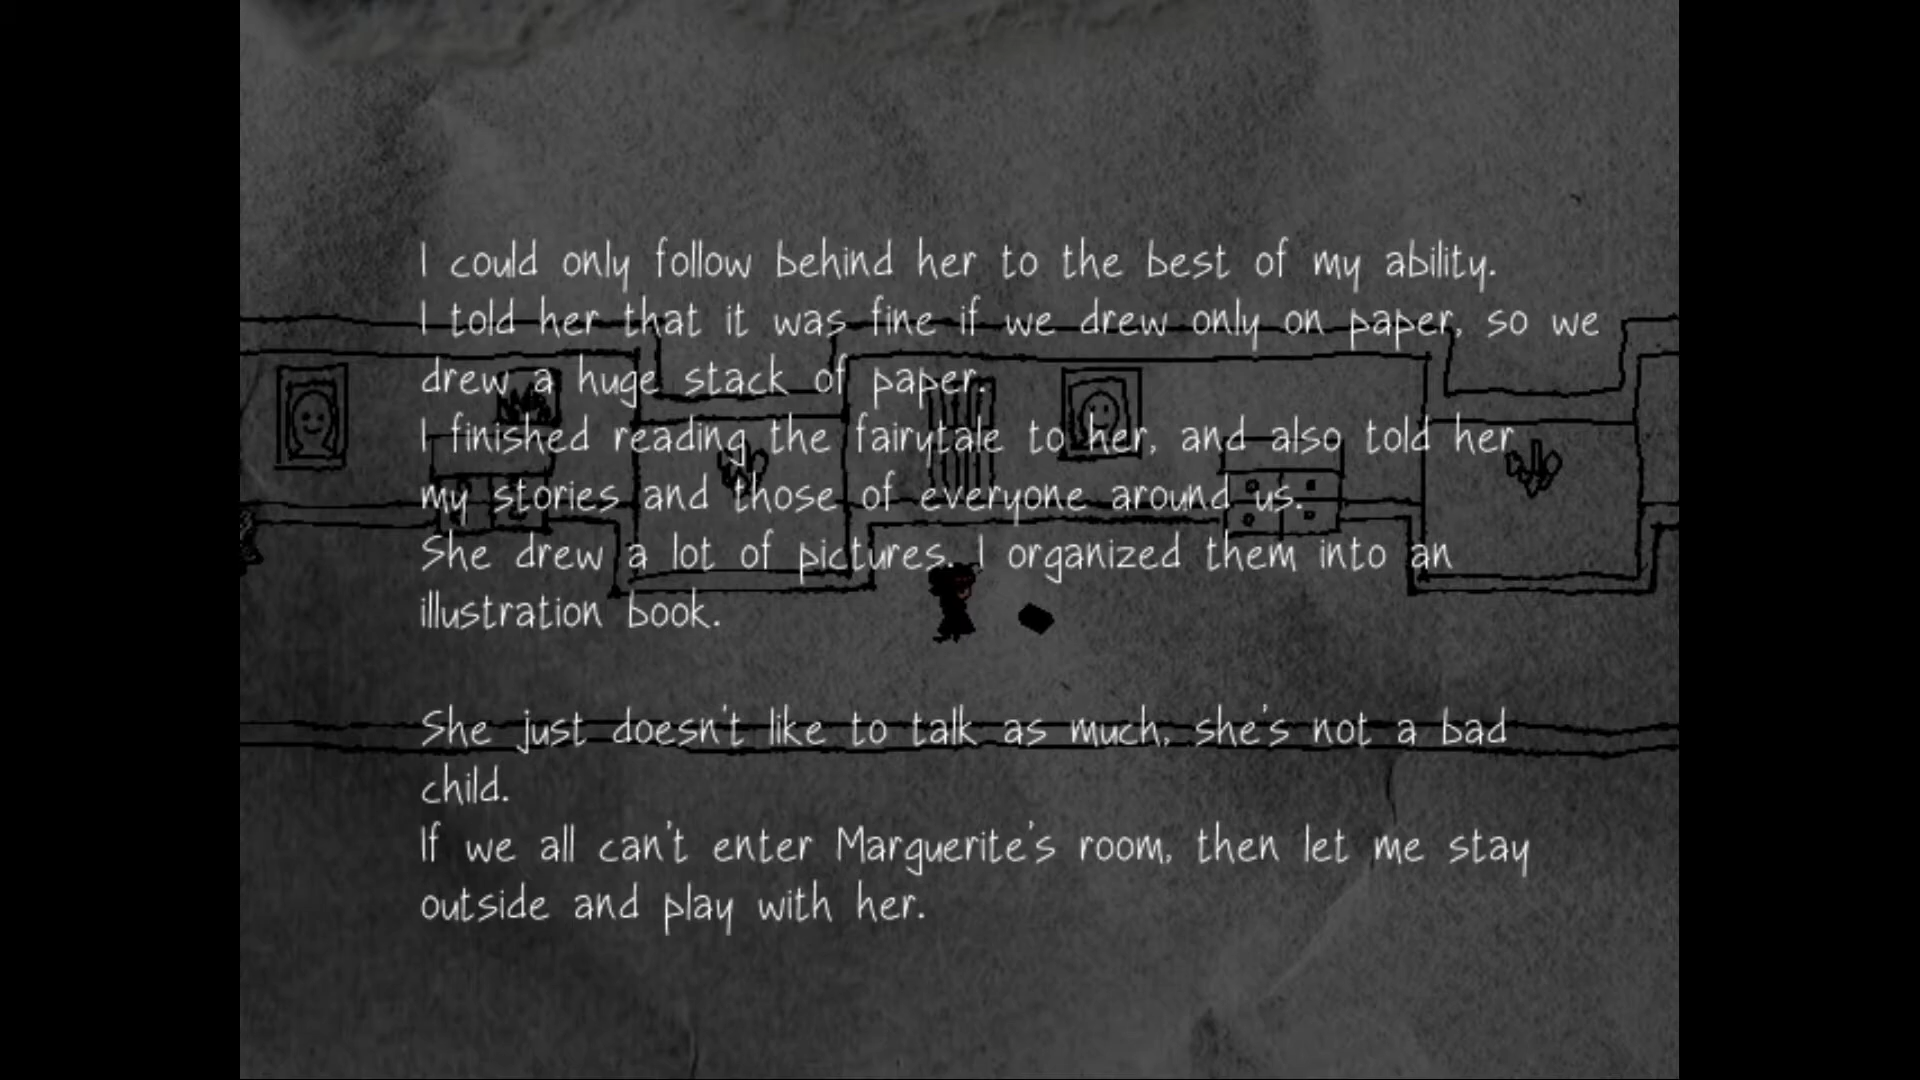 I could only follow behind her to the best of my ability.
I told her that it was fine if we drew only on paper, so we
drew a huge stack of paper.
I finished reading the fairytale to her, and also told her
my stories and those of everyone around us.
She drew a lot of pictures. I organized them into an
illustration book.
She just doesn't like to talk as much, she's not a bad
child.
If we all can't enter Marguerite's room, then let me stay
outside and play with her.